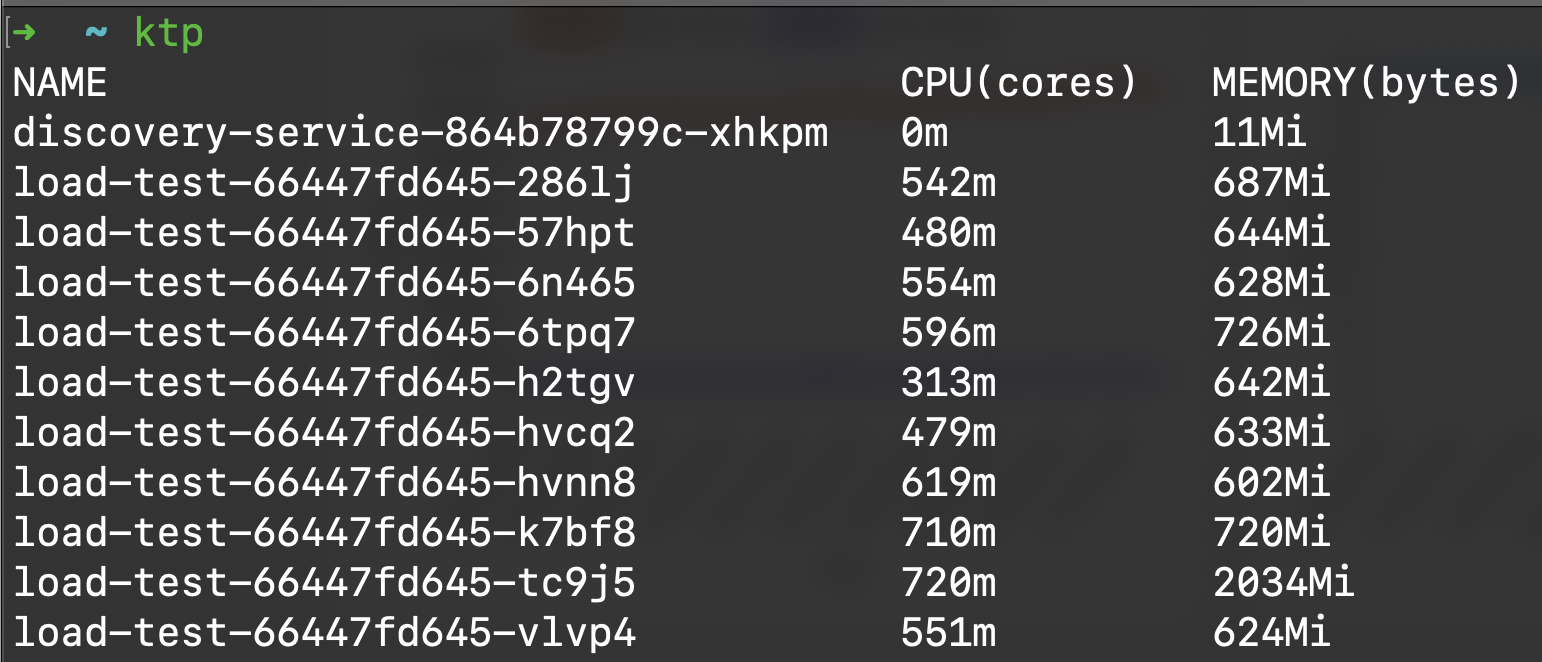 ➜ ~ ktp
NAME CPU(cores) MEMORY(bytes)
discovery-service-864b78799c-xhkpm 0m 11Mi
load-test-66447fd645-286lj 542m 687Mi
load-test-66447fd645-57hpt 480m 644Mi
load-test-66447fd645-6n465 554m 628Mi
load-test-66447fd645-6tpq7 596m 726Mi
load-test-66447fd645-h2tgv 313m 642Mi
load-test-66447fd645-hvcq2 479m 633Mi
load-test-66447fd645-hvnn8 619m 602Mi
load-test-66447fd645-k7bf8 710m 720Mi
load-test-66447fd645-tc9j5 720m 2034Mi
load-test-66447fd645-vlvp4 551m 624Mi